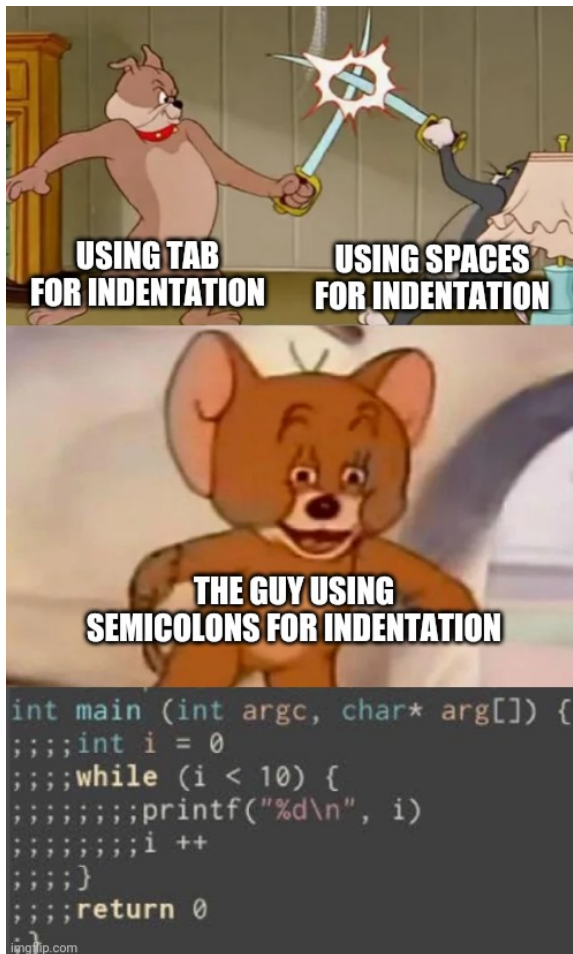 USING TAB
FOR INDENTATION
USING SPACES
FOR INDENTATION
THE GUY USING
SEMICOLONS FOR INDENTATION
int main (int argc, char* arg[]) {
;;;;int i = 0
;;;;while (i < 10) {
;;;;;;;;printf("%d\n", i)
;;;;;;;;i ++
;;;;}
;;;;return 0
;}
imgflip.com